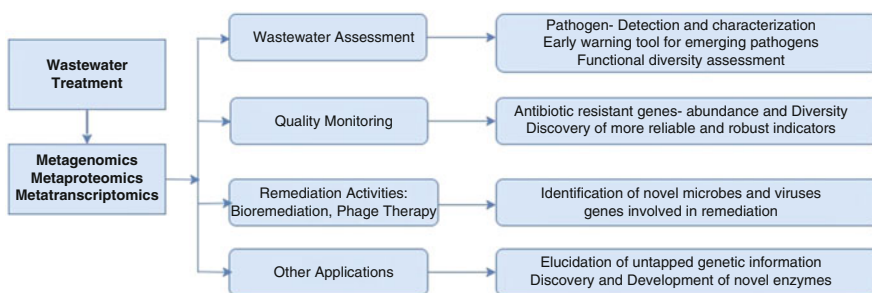 Wastewater
Treatment
Metagenomics
Metaproteomics
Metatranscriptomics
Wastewater Assessment
Pathogen- Detection and characterization
Early warning tool for emerging pathogens
Functional diversity assessment
Quality Monitoring
Antibiotic resistant genes- abundance and Diversity
Discovery of more reliable and robust indicators
Remediation Activities:
Bioremediation, Phage Therapy
Identification of novel microbes and viruses
genes involved in remediation
Other Applications
Elucidation of untapped genetic information
Discovery and Development of novel enzymes